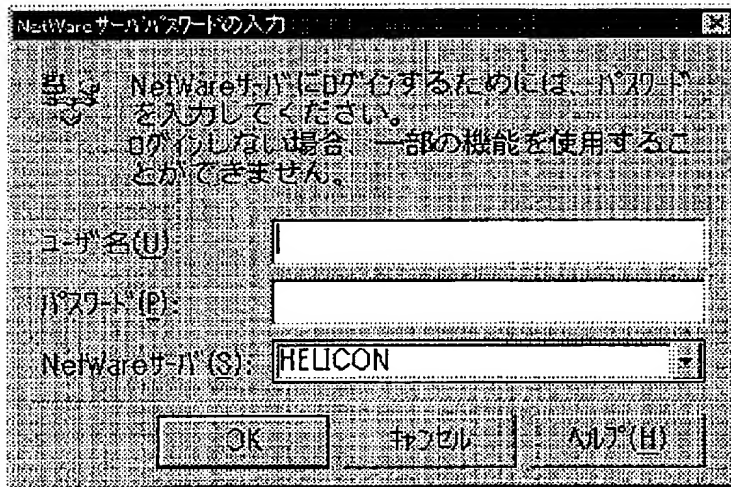 NetWareサーバパスワードの入力
NetWareサーバにログインするためには、パスワード
を入力してください。
ログインしない場合、一部の機能を使用するこ
とができません。
ユーザ名(U):
パスワード(P):
NetWareサーバ(S): HELICON
OK キャンセル ヘルプ(H)